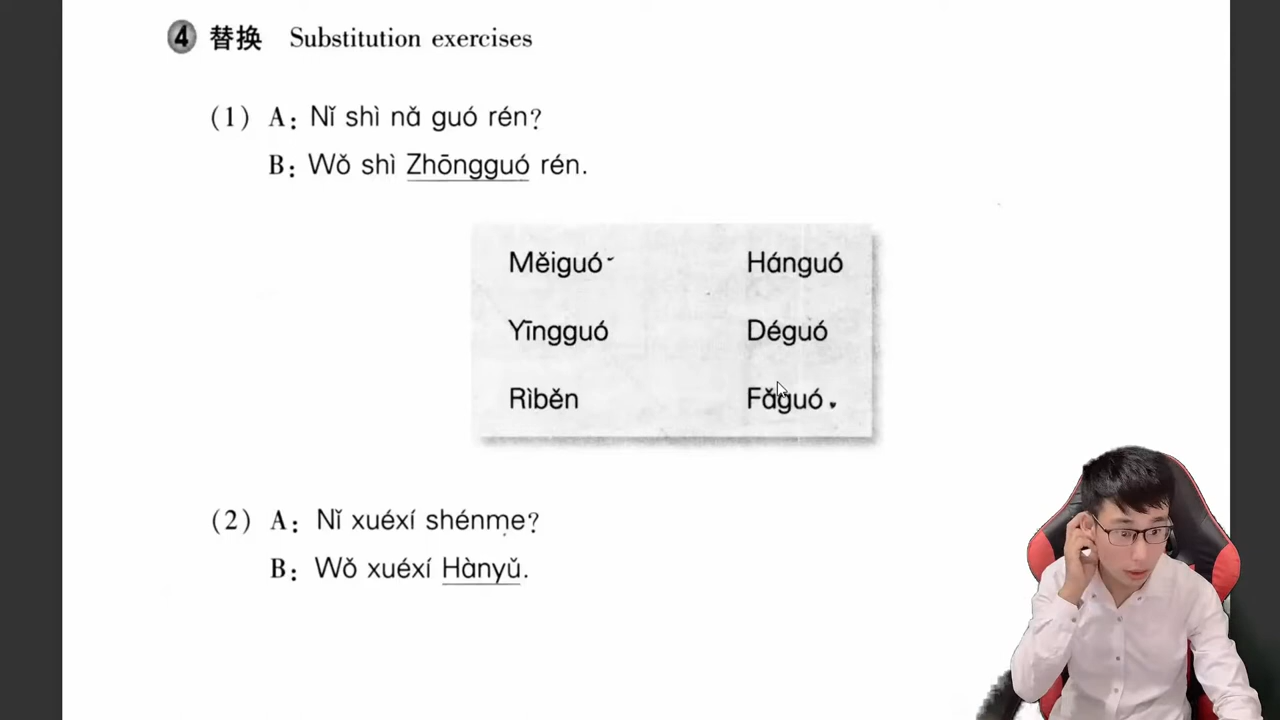 4 替换 Substitution exercises
(1) A: Nǐ shì nǎ guó rén?
B: Wǒ shì Zhōngguó rén.
Měiguó Hánguó
Yīngguó Déguó
Rìběn Fǎguó
(2) A: Nǐ xuéxí shénme?
B: Wǒ xuéxí Hànyǔ.